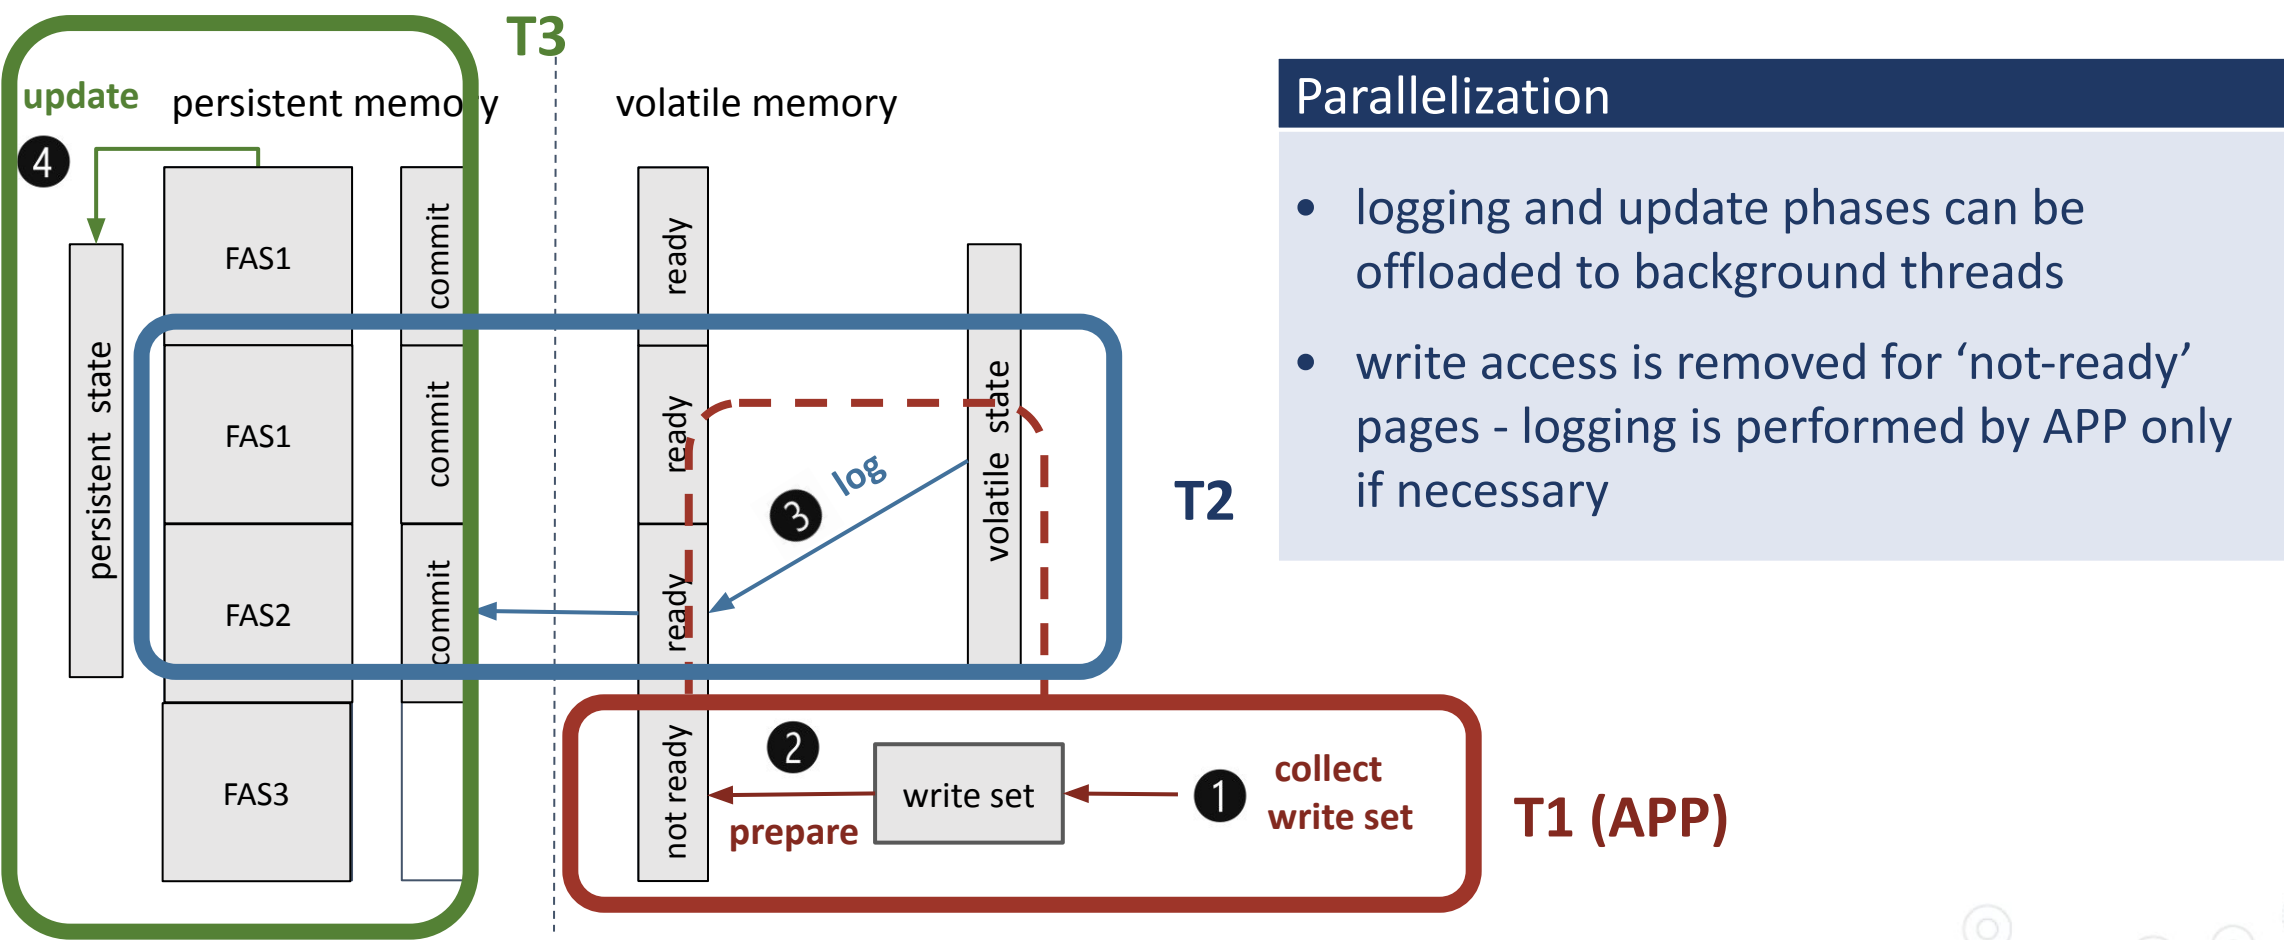 T3
update
persistent memory
volatile memory
4
persistent state
FAS1
FAS1
FAS2
FAS3
commit
commit
commit
ready
ready
ready
not ready
3
log
volatile state
T2
2
prepare
write set
1
collect
write set
T1 (APP)
Parallelization
• logging and update phases can be
offloaded to background threads
• write access is removed for ‘not-ready’
pages - logging is performed by APP only
if necessary